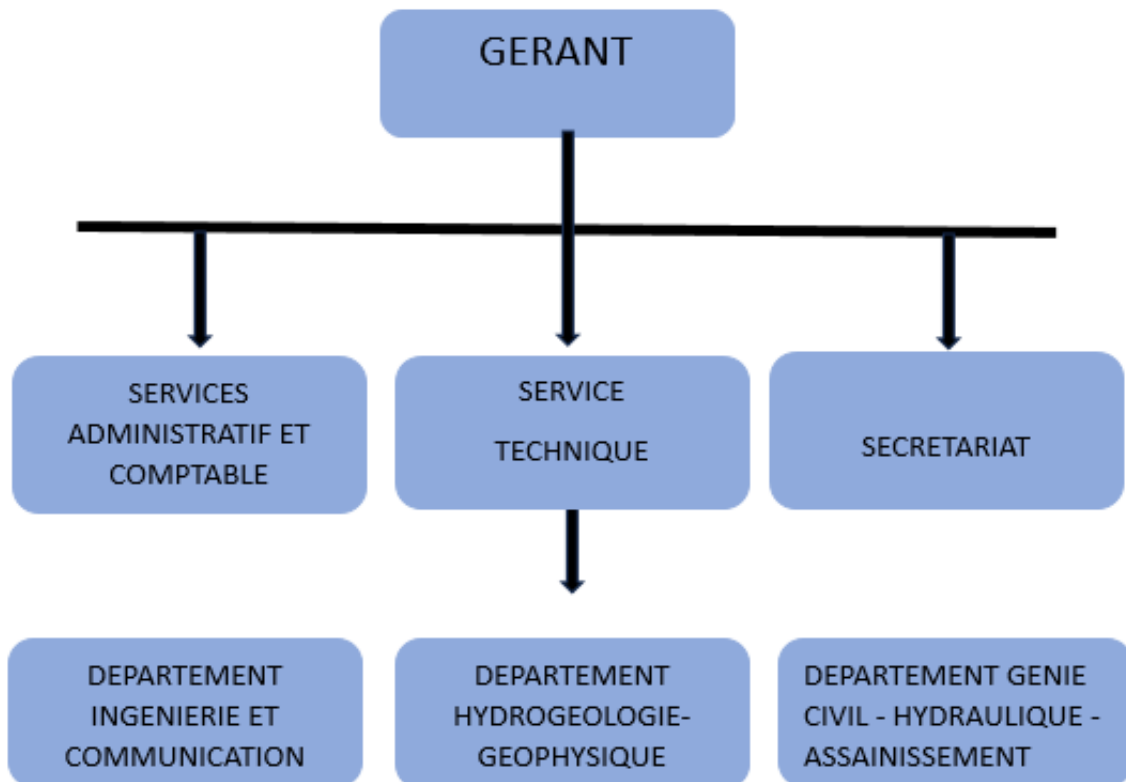 GERANT
SERVICES
ADMINISTRATIF ET
COMPTABLE
SERVICE
TECHNIQUE
SECRETARIAT
DEPARTEMENT
INGENIERIE ET
COMMUNICATION
DEPARTEMENT
HYDROGEOLOGIE-
GEOPHYSIQUE
DEPARTEMENT GENIE
CIVIL - HYDRAULIQUE -
ASSAINISSEMENT